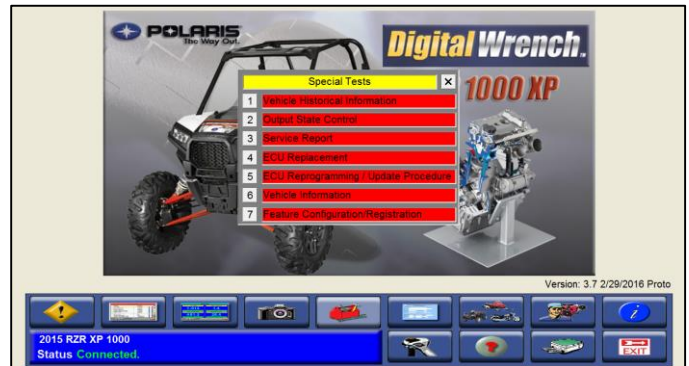 POLARIS
The Way Out.
Digital Wrench.
1000 XP
Special Tests
1 Vehicle Historical Information
2 Output State Control
3 Service Report
4 ECU Replacement
5 ECU Reprogramming / Update Procedure
6 Vehicle Information
7 Feature Configuration/Registration
Version: 3.7 2/29/2016 Proto
2015 RZR XP 1000
Status Connected.
EXIT